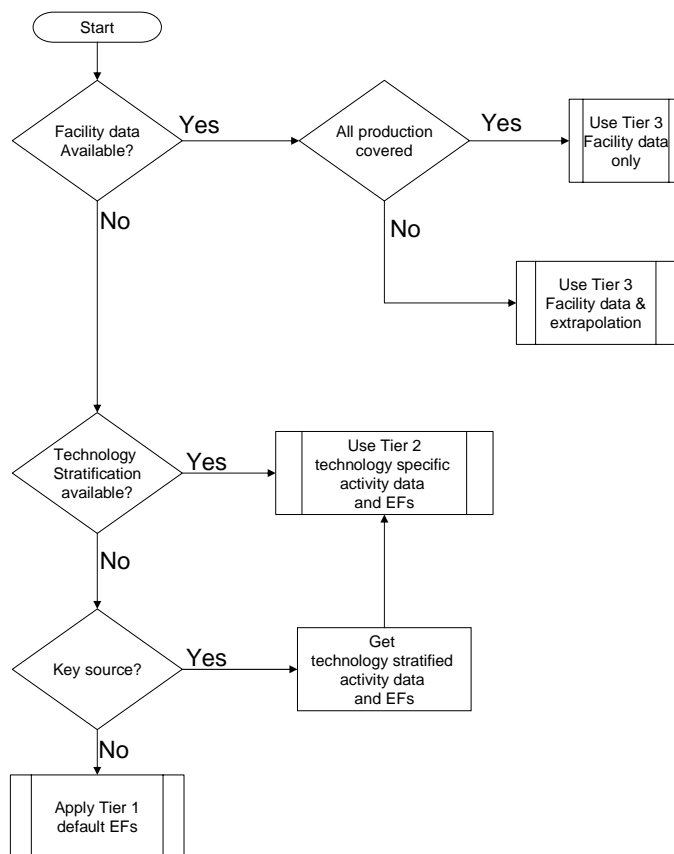 Start
Facility data
Available?
Yes
All production
covered
Yes
Use Tier 3
Facility data
only
No
No
Use Tier 3
Facility data &
extrapolation
Technology
Stratification
available?
Yes
Use Tier 2
technology specific
activity data
and EFs
No
Key source?
Yes
Get
technology stratified
activity data
and EFs
No
Apply Tier 1
default EFs